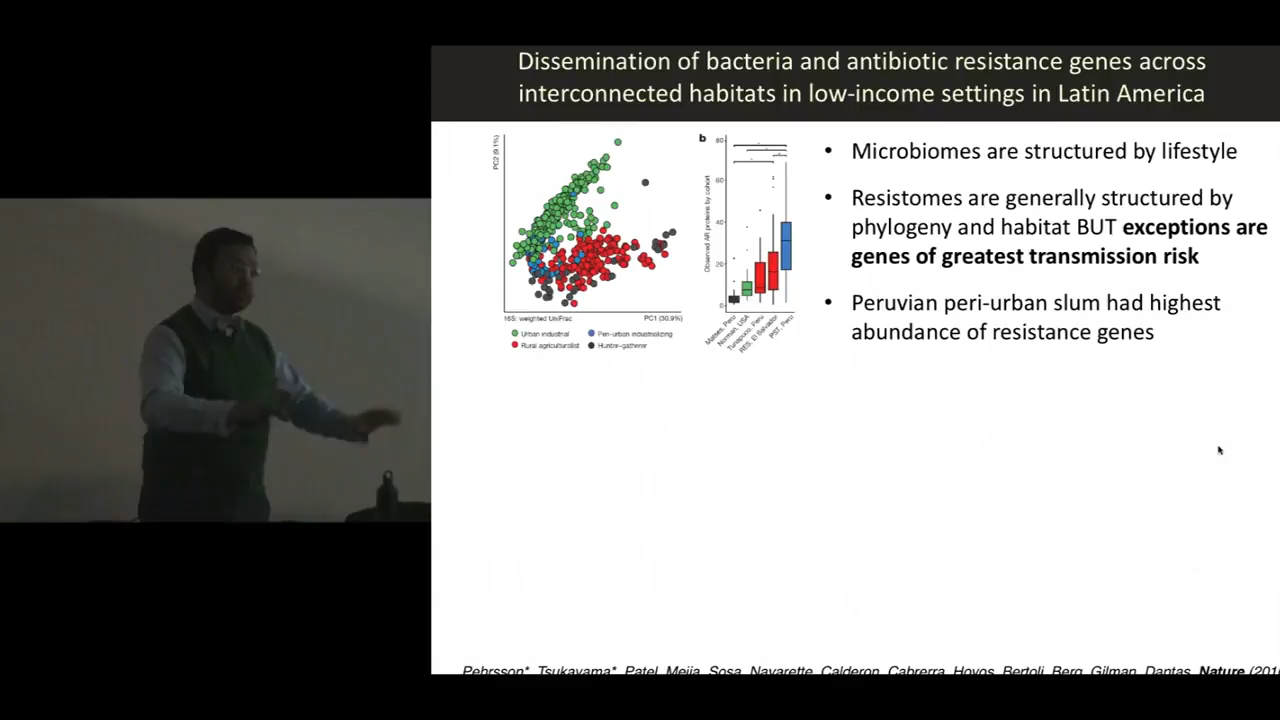 Dissemination of bacteria and antibiotic resistance genes across
interconnected habitats in low-income settings in Latin America
PC2 (9.1%)
16S: weighted UniFrac
PC1 (30.9%)
Urban industrial
Peri-urban industrializing
Rural agriculturalist
Hunter-gatherer
b
Observed AR proteins by cohort
80
60
40
20
0
Matses, Peru
Norman, USA
Tunapuco, Peru
RES, El Salvador
PST, Peru
• Microbiomes are structured by lifestyle
• Resistomes are generally structured by
phylogeny and habitat BUT exceptions are
genes of greatest transmission risk
• Peruvian peri-urban slum had highest
abundance of resistance genes
Pehrsson*, Tsukayama*, Patel, Mejia, Sosa, Navarette, Calderon, Cabrerra, Hoyos, Bertoli, Berg, Gilman, Dantas, Nature (201